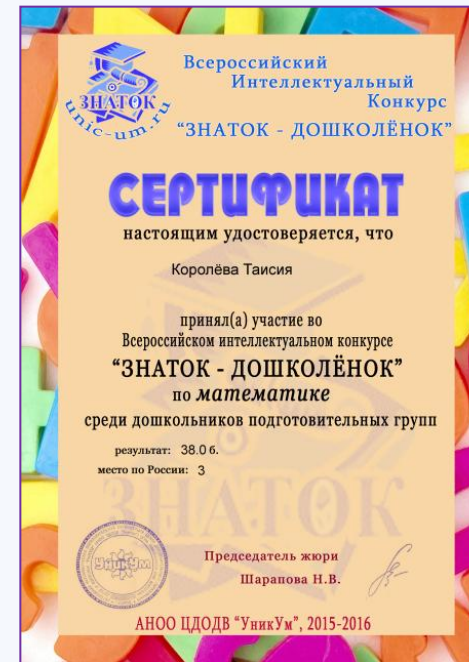 Всероссийский
Интеллектуальный
Конкурс
"ЗНАТОК - ДОШКОЛЁНОК"
ЗНАТОК
unic-um.ru
СЕРТИФИКАТ
настоящим удостоверяется, что
Королёва Таисия
принял(а) участие во
Всероссийском интеллектуальном конкурсе
"ЗНАТОК - ДОШКОЛЁНОК"
по математике
среди дошкольников подготовительных групп
результат: 38.0 б.
место по России: 3
ЗНАТОК
Председатель жюри
Шарапова Н.В.
УникУм
АНОО ЦДОДВ "УникУм", 2015-2016